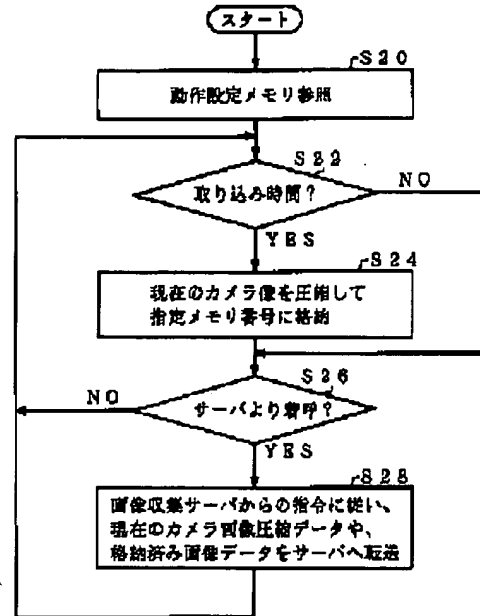 スタート
S20
動作設定メモリ参照
S22
取り込み時間?
NO
YES
S24
現在のカメラ像を圧縮して
指定メモリ番号に格納
S26
NO
サーバより着呼?
YES
S28
画像収集サーバからの指令に従い、
現在のカメラ画像圧縮データや、
格納済み画像データをサーバへ転送